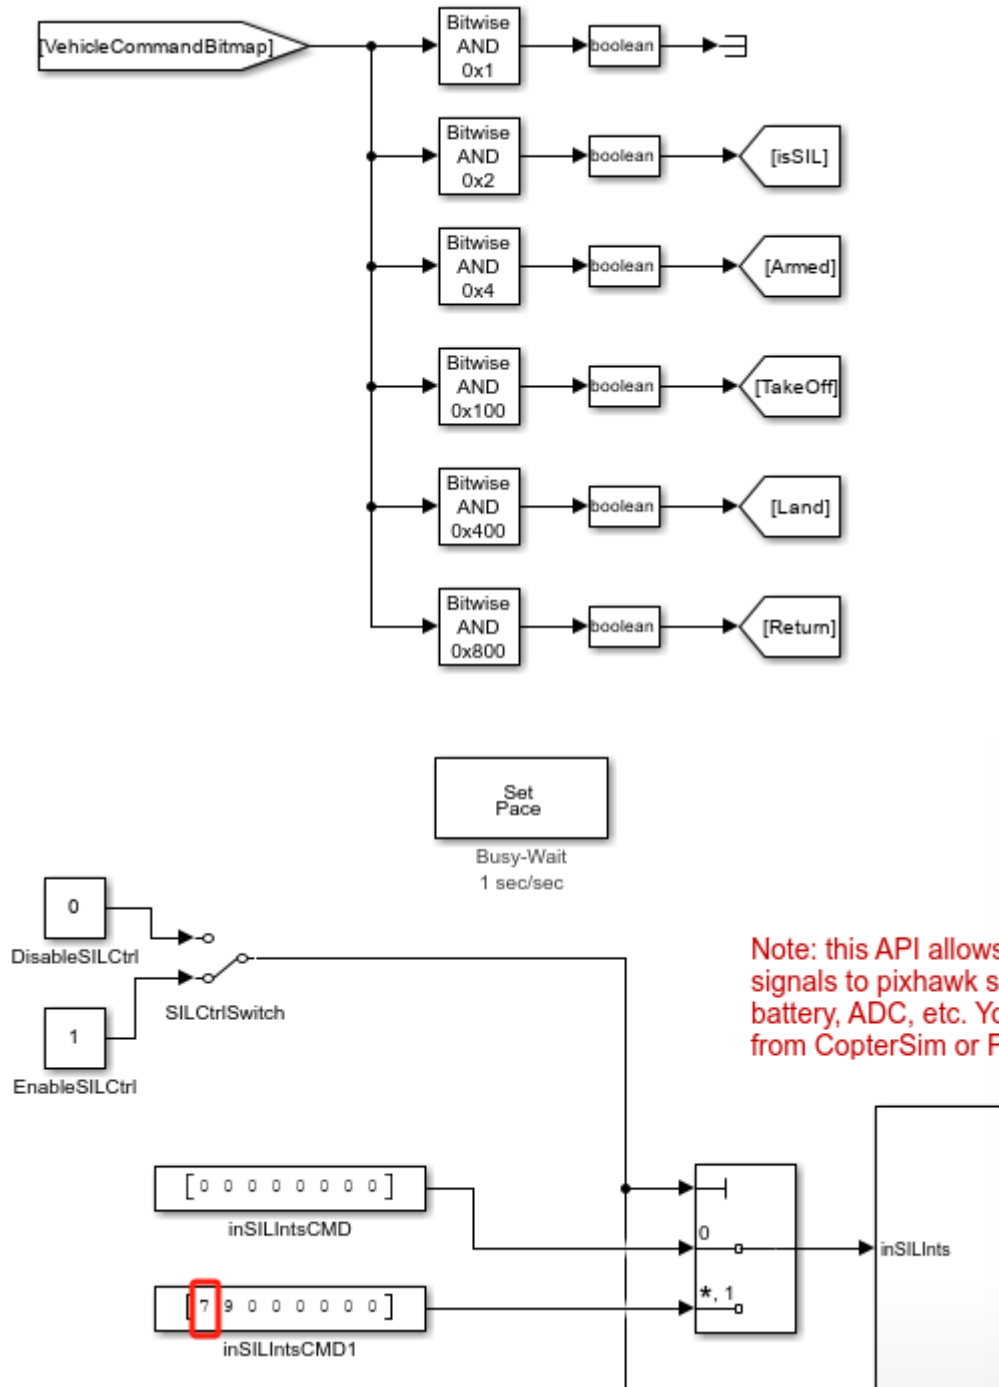 [VehicleCommandBitmap]
Bitwise
AND
0x1
boolean
Bitwise
AND
0x2
boolean
[isSIL]
Bitwise
AND
0x4
boolean
[Armed]
Bitwise
AND
0x100
boolean
[TakeOff]
Bitwise
AND
0x400
boolean
[Land]
Bitwise
AND
0x800
boolean
[Return]
Set
Pace
Busy-Wait
1 sec/sec
0
DisableSILCtrl
SILCtrlSwitch
1
EnableSILCtrl
Note: this API allows
signals to pixhawk s
battery, ADC, etc. Yo
from CopterSim or P
[0 0 0 0 0 0 0 0]
inSILIntsCMD
[7 9 0 0 0 0 0 0]
inSILIntsCMD1
0
*, 1
inSILInts